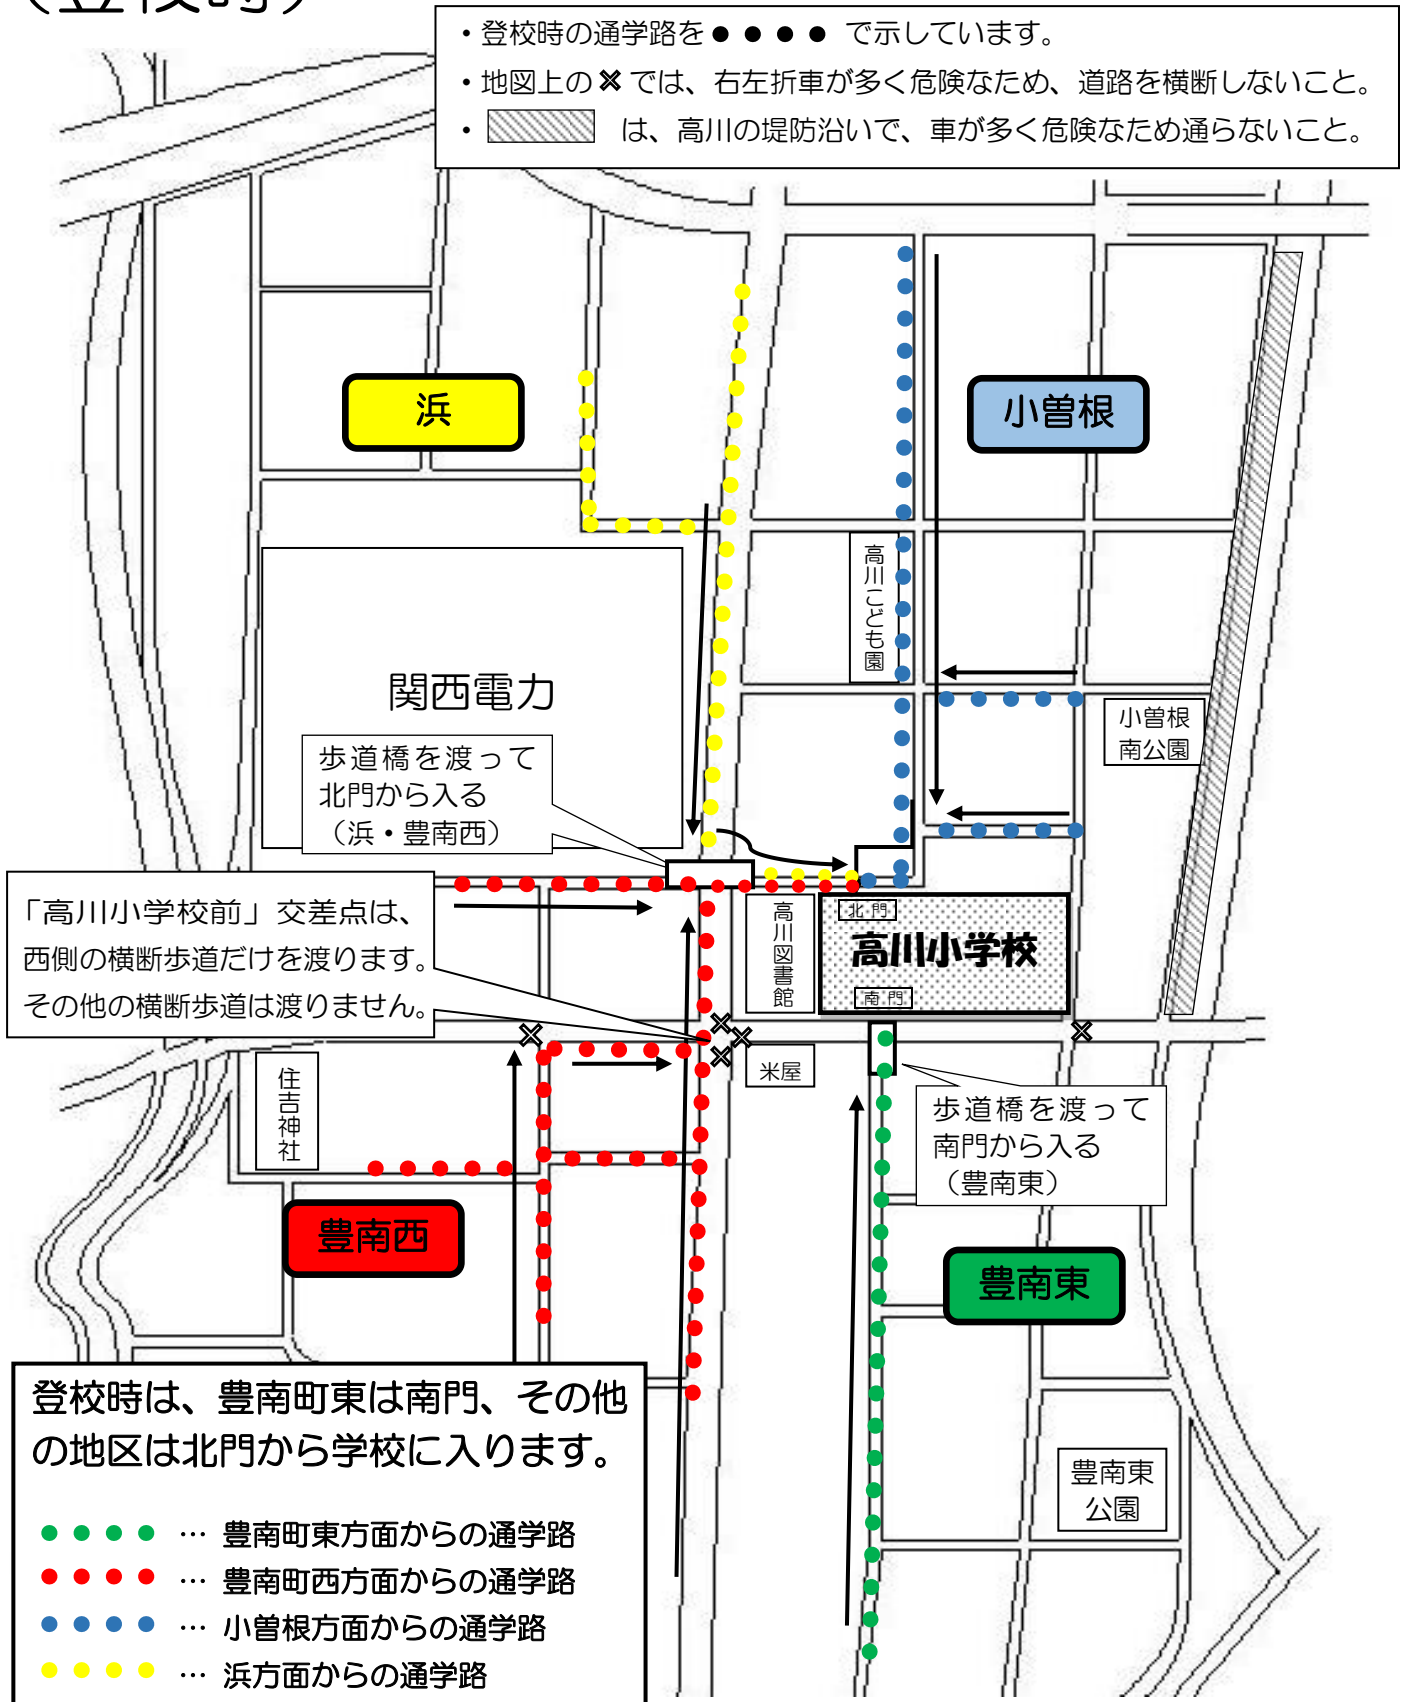 （登校時）
・登校時の通学路を●●●● で示しています。
・地図上の✖では、右左折車が多く危険なため、道路を横断しないこと。
・ は、高川の堤防沿いで、車が多く危険なため通らないこと。
浜
小曽根
高川こども園
関西電力
小曽根
南公園
歩道橋を渡って
北門から入る
（浜・豊南西）
「高川小学校前」交差点は、
西側の横断歩道だけを渡ります。
その他の横断歩道は渡りません。
高川図書館
北門
高川小学校
南門
米屋
住吉神社
歩道橋を渡って
南門から入る
（豊南東）
豊南西
豊南東
登校時は、豊南町東は南門、その他
の地区は北門から学校に入ります。
豊南東
公園
●●●● … 豊南町東方面からの通学路
●●●● … 豊南町西方面からの通学路
●●●● … 小曽根方面からの通学路
●●●● … 浜方面からの通学路